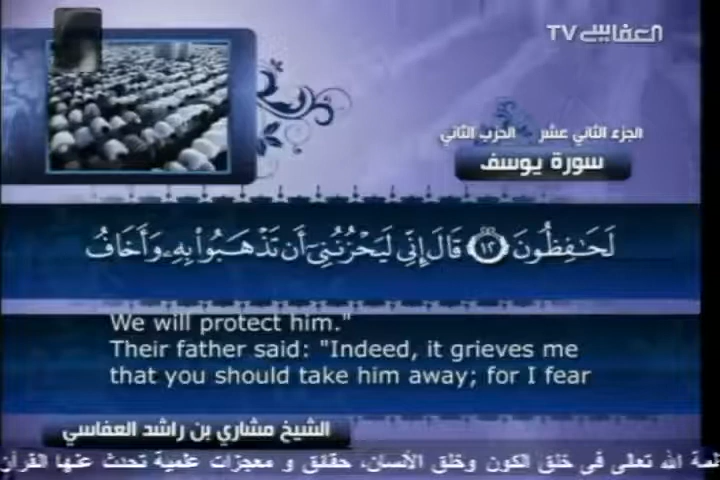 العفاسي TV
الجزء الثاني عشر الحزب الثاني
سورة يوسف
لَحَٰفِظُونَ ١٢ قَالَ إِنِّي لَيَحۡزُنُنِيٓ أَن تَذۡهَبُواْ بِهِۦ وَأَخَافُ
We will protect him."
Their father said: "Indeed, it grieves me
that you should take him away; for I fear
الشيخ مشاري بن راشد العفاسي
الله تعالى في خلق الكون وخلق الأنسان، حقائق و معجزات علمية تحدث عنها القرآن